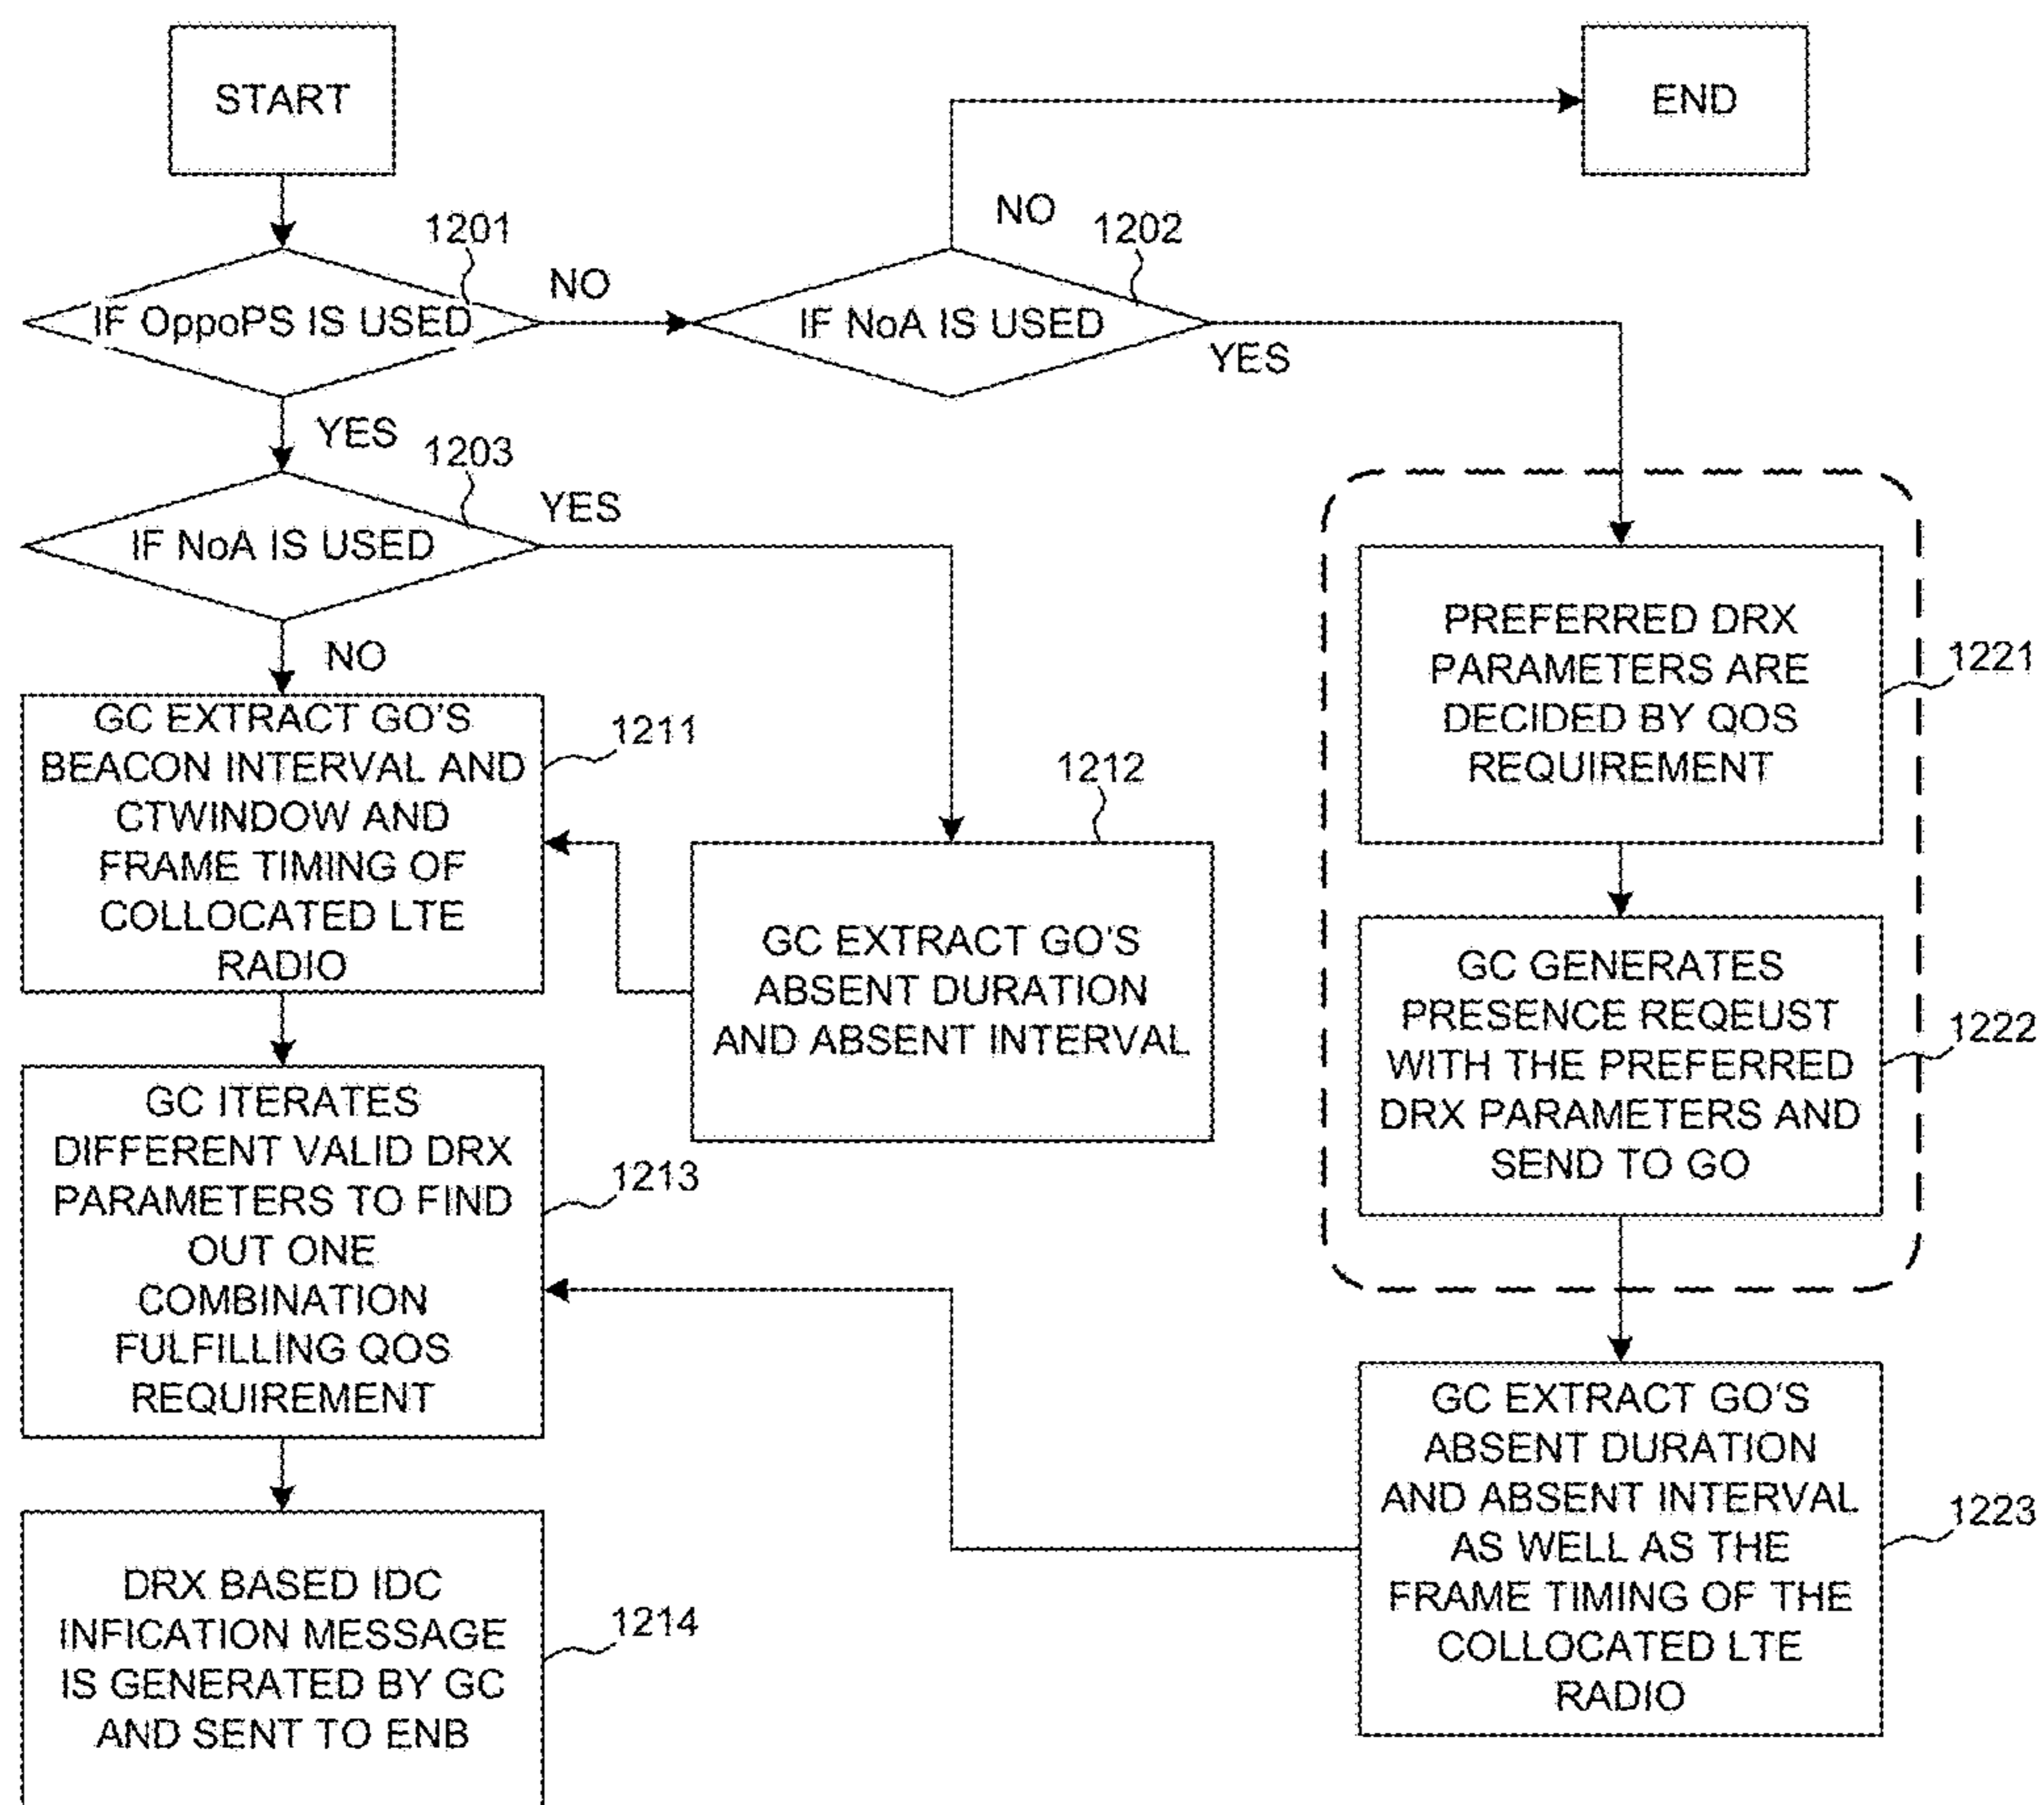 START
END
1201
NO
NO
1202
IF OppoPS IS USED
IF NoA IS USED
YES
YES
1203
YES
IF NoA IS USED
NO
GC EXTRACT GO'S
BEACON INTERVAL AND
CTWINDOW AND
FRAME TIMING OF
COLLOCATED LTE
RADIO
1211
1212
GC EXTRACT GO'S
ABSENT DURATION
AND ABSENT INTERVAL
PREFERRED DRX
PARAMETERS ARE
DECIDED BY QOS
REQUIREMENT
1221
GC GENERATES
PRESENCE REQEUST
WITH THE PREFERRED
DRX PARAMETERS AND
SEND TO GO
1222
GC ITERATES
DIFFERENT VALID DRX
PARAMETERS TO FIND
OUT ONE
COMBINATION
FULFILLING QOS
REQUIREMENT
1213
GC EXTRACT GO'S
ABSENT DURATION
AND ABSENT INTERVAL
AS WELL AS THE
FRAME TIMING OF THE
COLLOCATED LTE
RADIO
1223
DRX BASED IDC
INFICATION MESSAGE
IS GENERATED BY GC
AND SENT TO ENB
1214